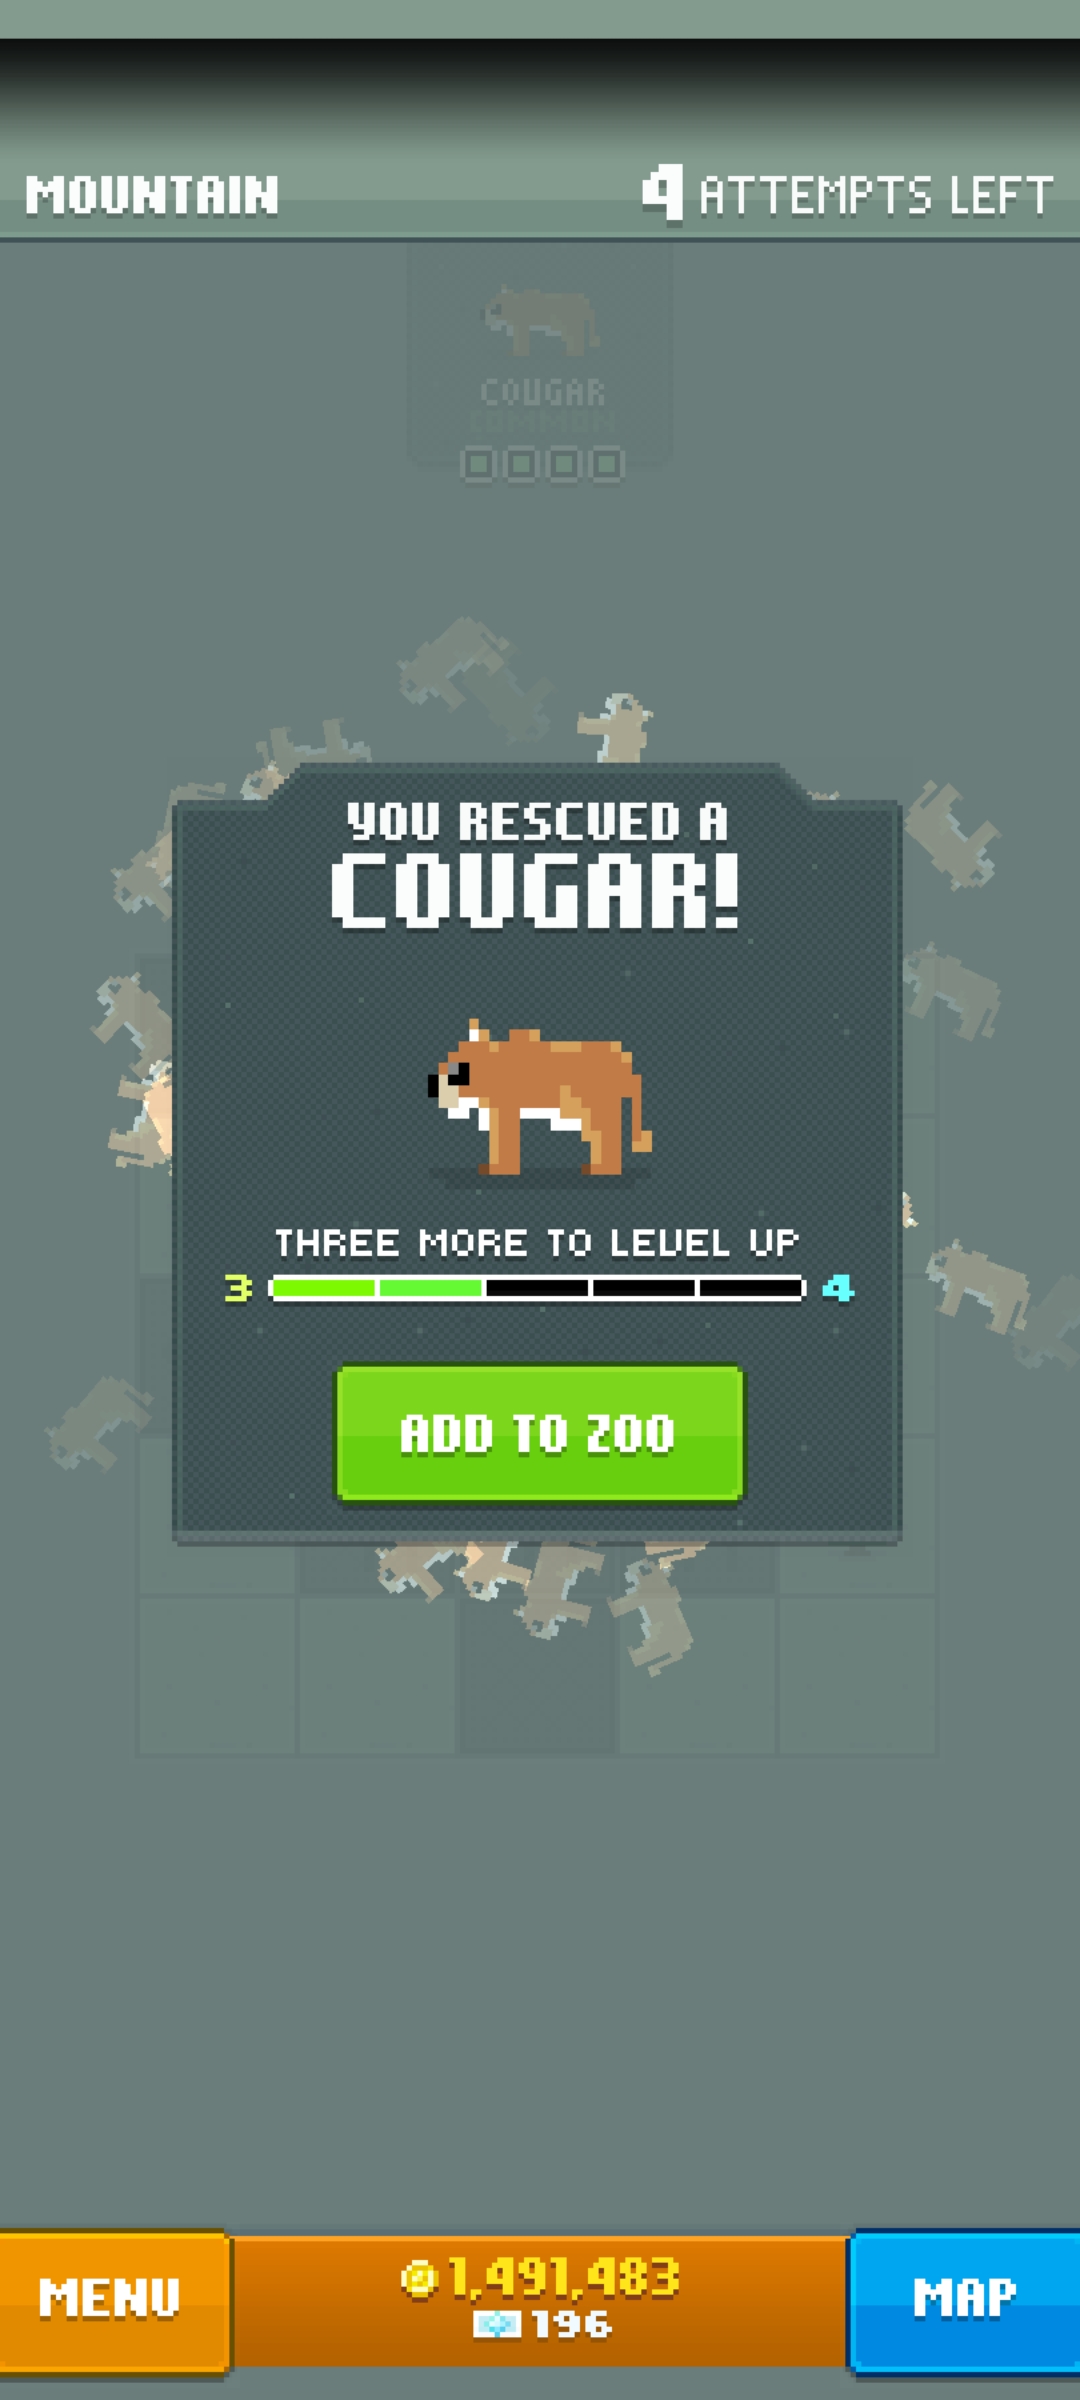 MOUNTAIN
4 ATTEMPTS LEFT
COUGAR
COMMON
YOU RESCUED A
COUGAR!
THREE MORE TO LEVEL UP
3 4
ADD TO ZOO
MENU
1,491,483
196
MAP